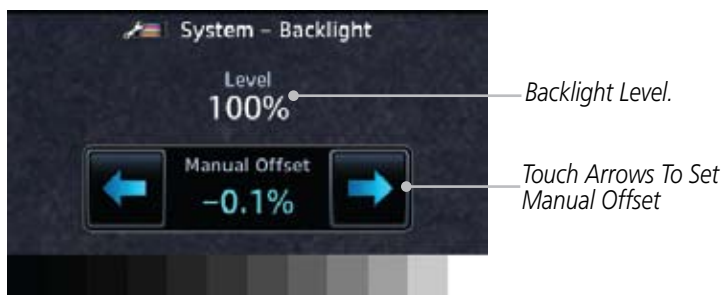 System – Backlight
Level
100%
Backlight Level.
Manual Offset
–0.1%
Touch Arrows To Set
Manual Offset